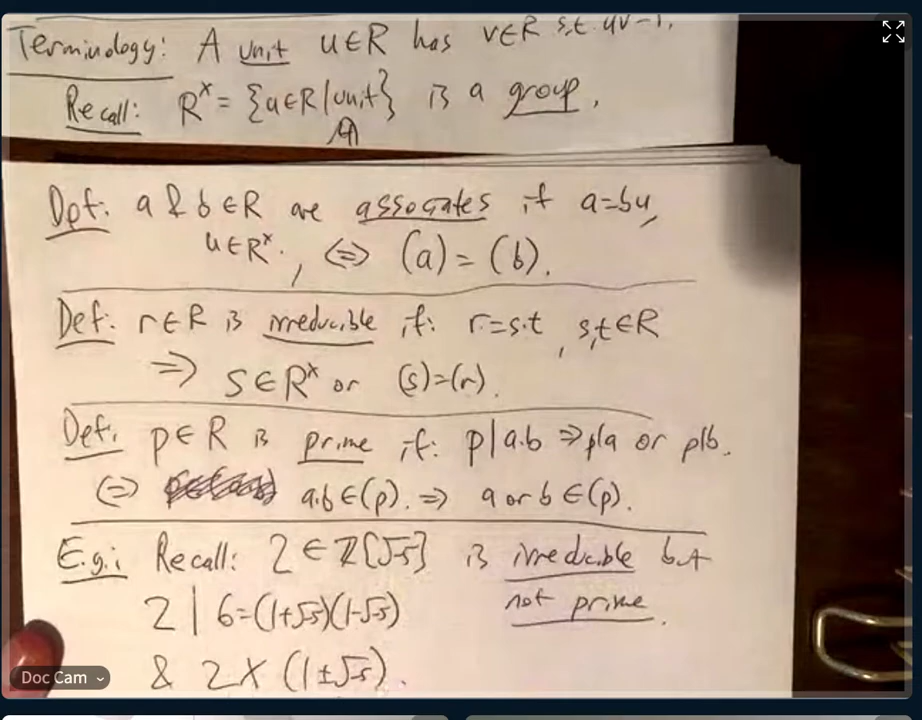 Terminology: A unit u∈R has v∈R s.t. uv=1.
Recall: R^x = {u∈R | unit} is a group.
Def: a & b ∈R are associates if a=bu,
u∈R^x. , ⇔ (a) = (b).
Def: r∈R is irreducible if: r=s·t , s,t∈R
⇒ s∈R^x or (s)=(r).
Def: p∈R is prime if: p|a·b ⇒ p|a or p|b.
⇔ a·b∈(p) ⇒ a or b ∈(p).
E.g.: Recall: 2 ∈ Z[√-5] is irreducible but
2 | 6=(1+√-5)(1-√-5) not prime.
& 2 ∤ (1±√-5).
Doc Cam